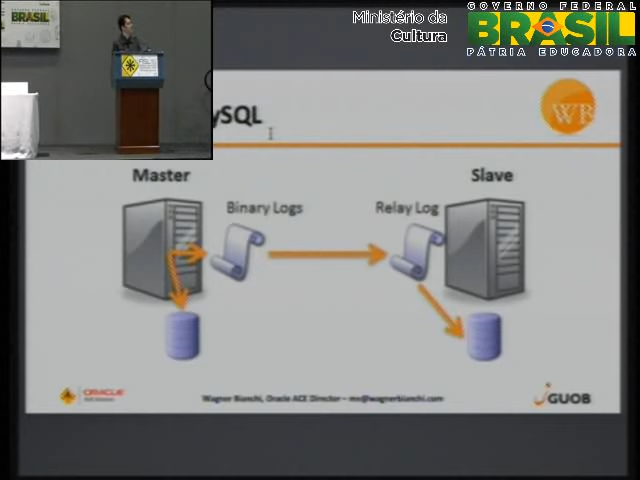 Ministério da
Cultura
GOVERNO FEDERAL
BRASIL
PÁTRIA EDUCADORA
BRASIL
ySQL
WB
Master
Slave
Binary Logs
Relay Log
ORACLE
Wagner Bianchi, Oracle ACE Director – me@wagnerbianchi.com
GUOB